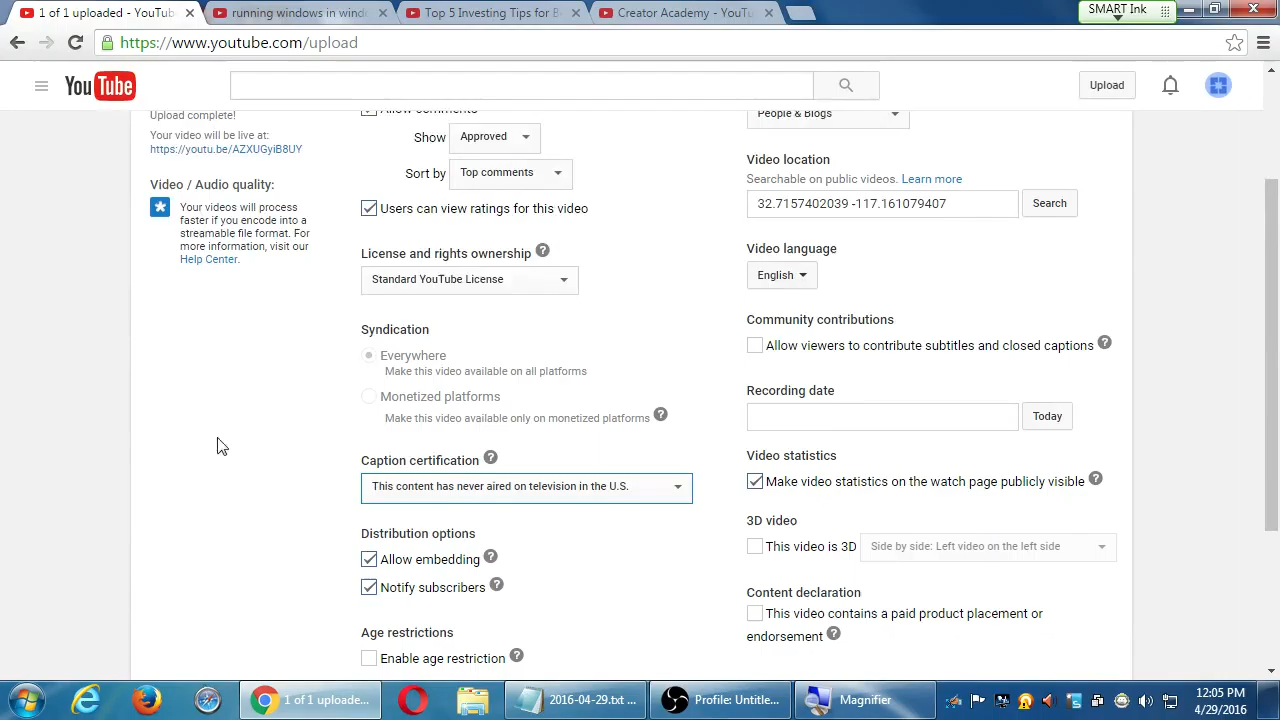 1 of 1 uploaded - YouTub
running windows in wind
Top 5 Investing Tips for B
Creator Academy - YouTu
SMART Ink
https://www.youtube.com/upload
YouTube
Upload
Upload complete!
Your video will be live at:
https://youtu.be/AZXUGyiB8UY
Video / Audio quality:
Your videos will process
faster if you encode into a
streamable file format. For
more information, visit our
Help Center.
Allow comments
Show
Approved
Sort by
Top comments
Users can view ratings for this video
License and rights ownership ?
Standard YouTube License
Syndication
Everywhere
Make this video available on all platforms
Monetized platforms
Make this video available only on monetized platforms ?
Caption certification ?
This content has never aired on television in the U.S.
Distribution options
Allow embedding ?
Notify subscribers ?
Age restrictions
Enable age restriction ?
People & Blogs
Video location
Searchable on public videos. Learn more
32.7157402039 -117.161079407
Search
Video language
English
Community contributions
Allow viewers to contribute subtitles and closed captions ?
Recording date
Today
Video statistics
Make video statistics on the watch page publicly visible ?
3D video
This video is 3D
Side by side: Left video on the left side
Content declaration
This video contains a paid product placement or
endorsement ?
1 of 1 uploade...
2016-04-29.txt ...
Profile: Untitle...
Magnifier
12:05 PM
4/29/2016